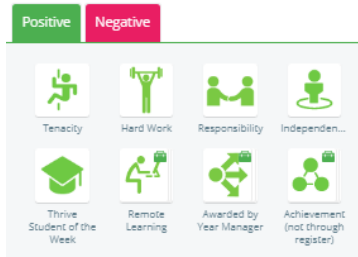 Positive Negative
Tenacity Hard Work Responsibility Independen...
Thrive Student of the Week
Remote Learning
Awarded by Year Manager
Achievement (not through register)